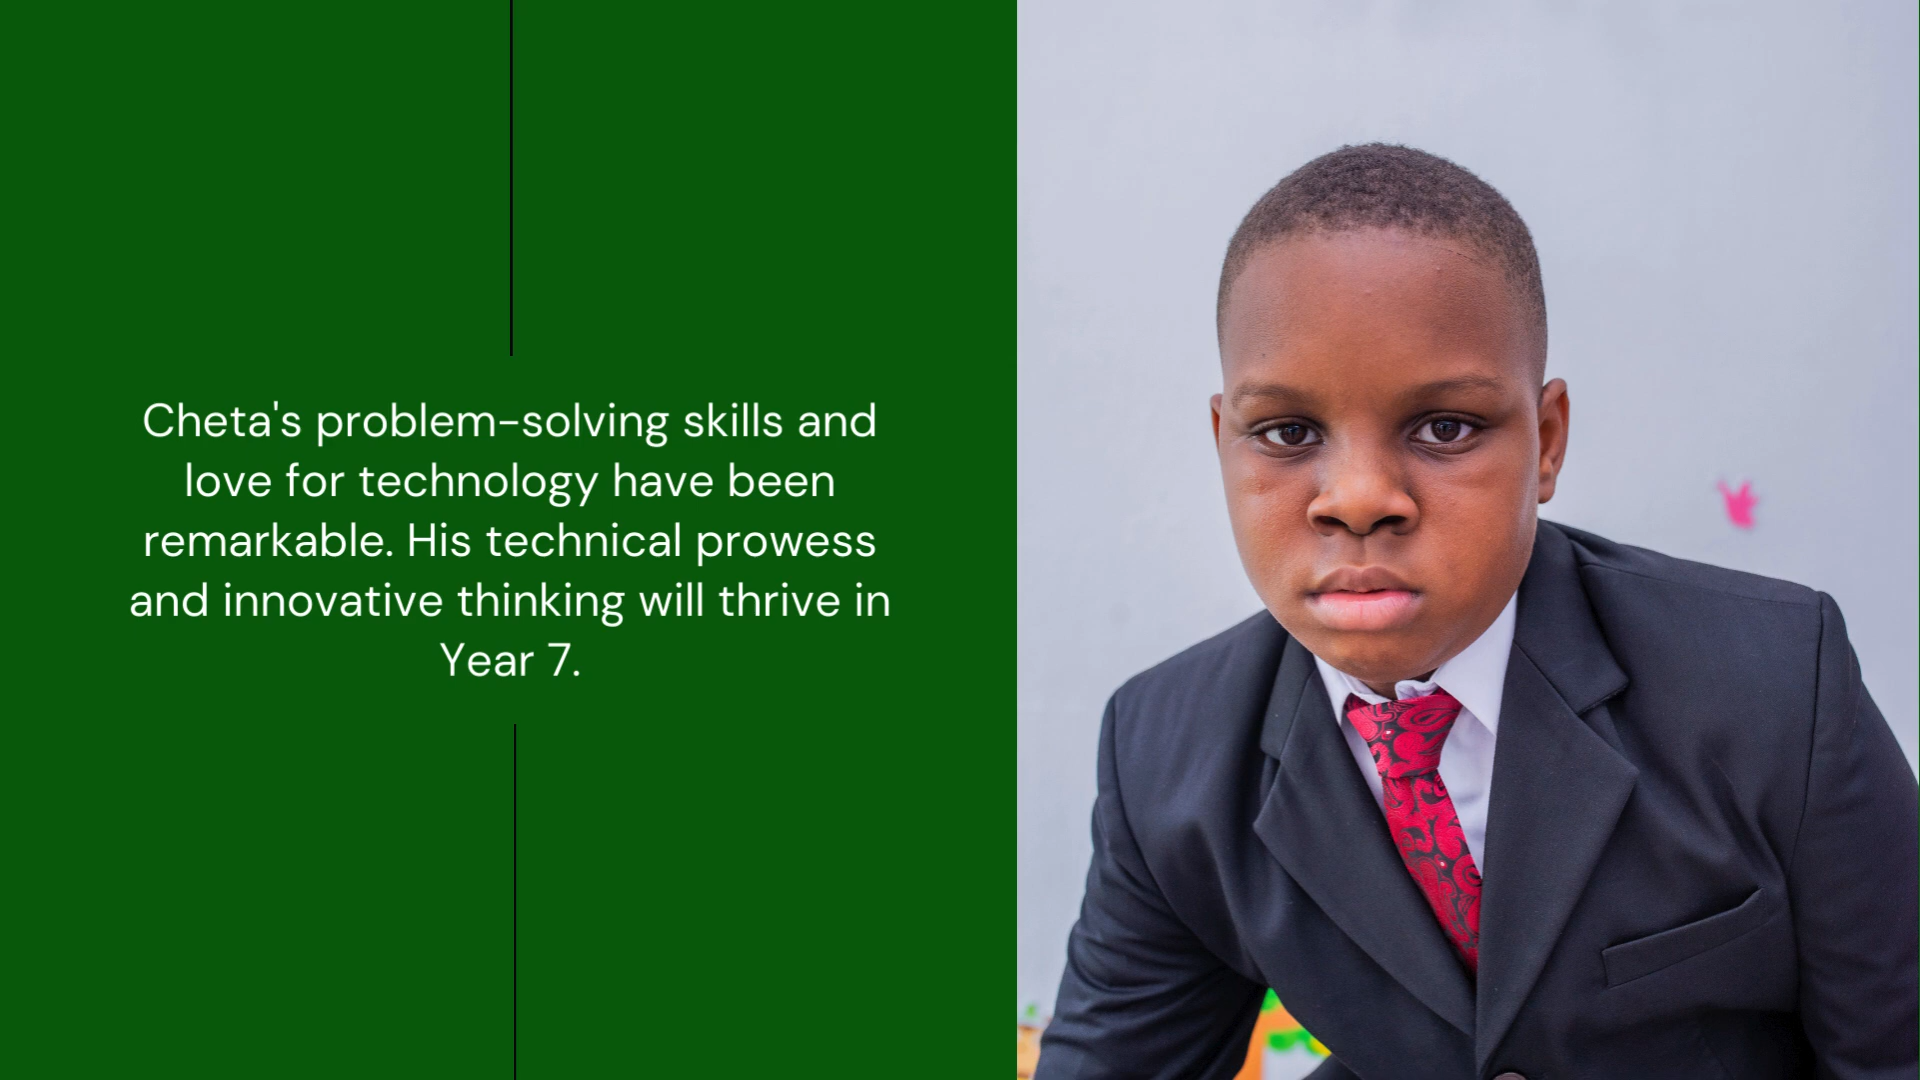 Cheta's problem-solving skills and
love for technology have been
remarkable. His technical prowess
and innovative thinking will thrive in
Year 7.